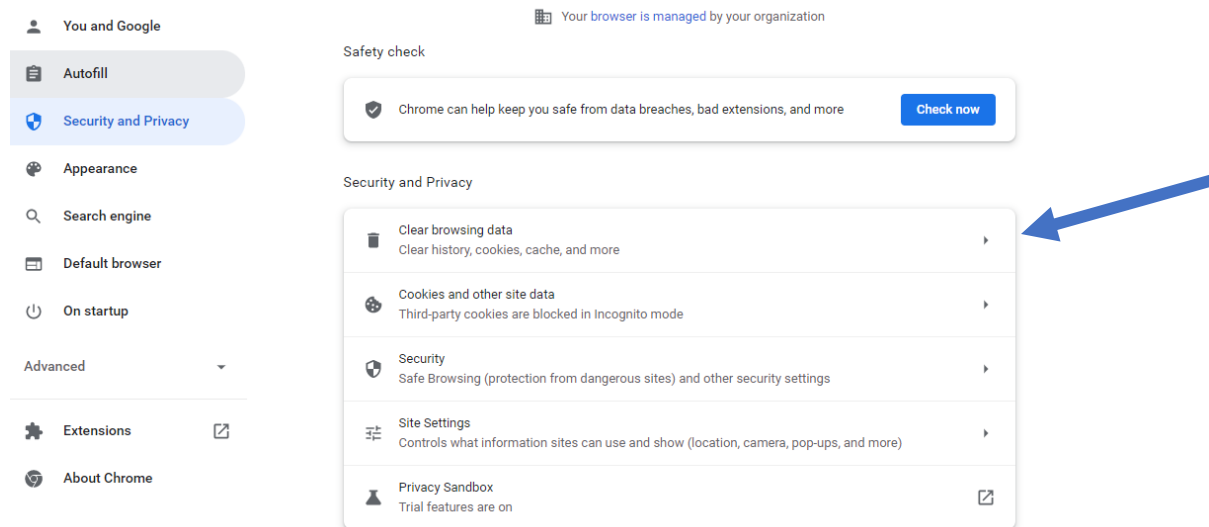 You and Google
Autofill
Security and Privacy
Appearance
Search engine
Default browser
On startup
Advanced
Extensions
About Chrome
Your browser is managed by your organization
Safety check
Chrome can help keep you safe from data breaches, bad extensions, and more
Check now
Security and Privacy
Clear browsing data
Clear history, cookies, cache, and more
Cookies and other site data
Third-party cookies are blocked in Incognito mode
Security
Safe Browsing (protection from dangerous sites) and other security settings
Site Settings
Controls what information sites can use and show (location, camera, pop-ups, and more)
Privacy Sandbox
Trial features are on